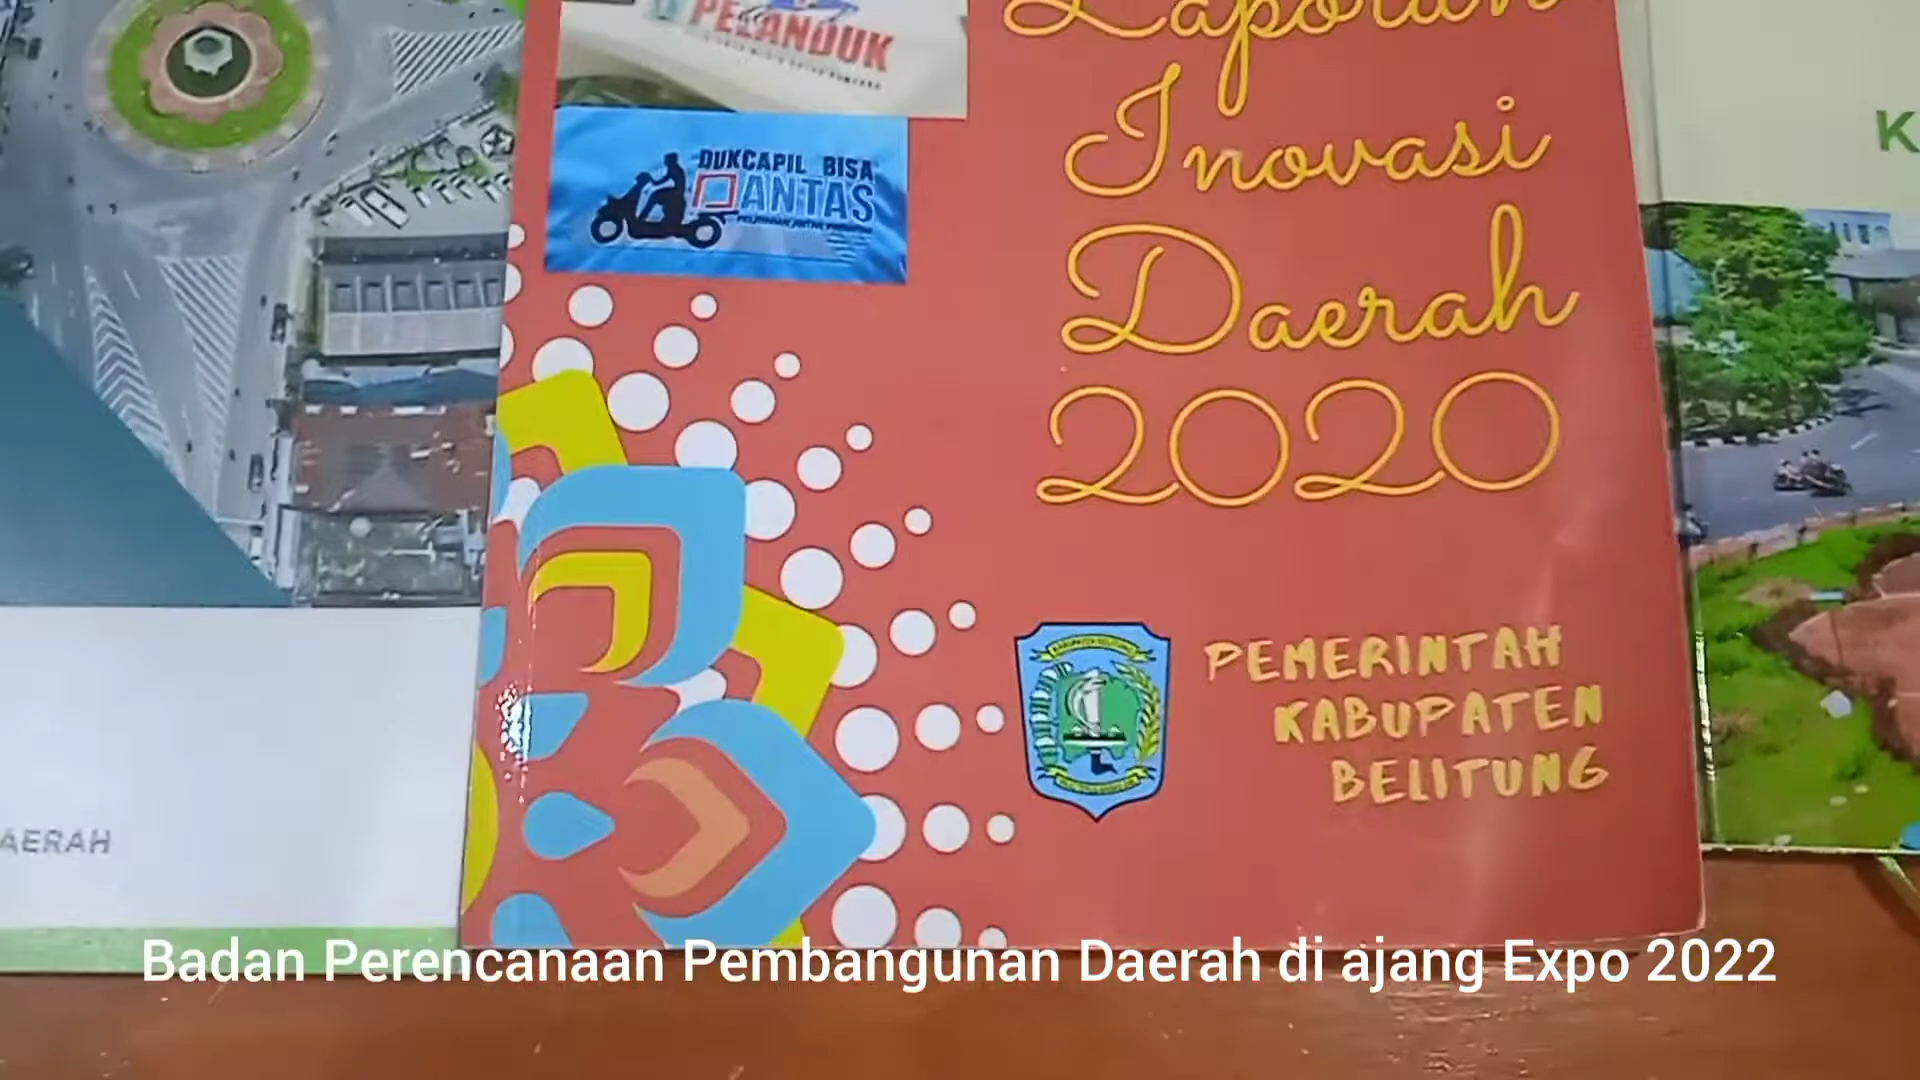 PELANDUK
Laporan
Inovasi
Daerah
2020
DUKCAPIL BISA
ANTAS
PEMERINTAH
KABUPATEN
BELITUNG
K
AERAH
Badan Perencanaan Pembangunan Daerah di ajang Expo 2022